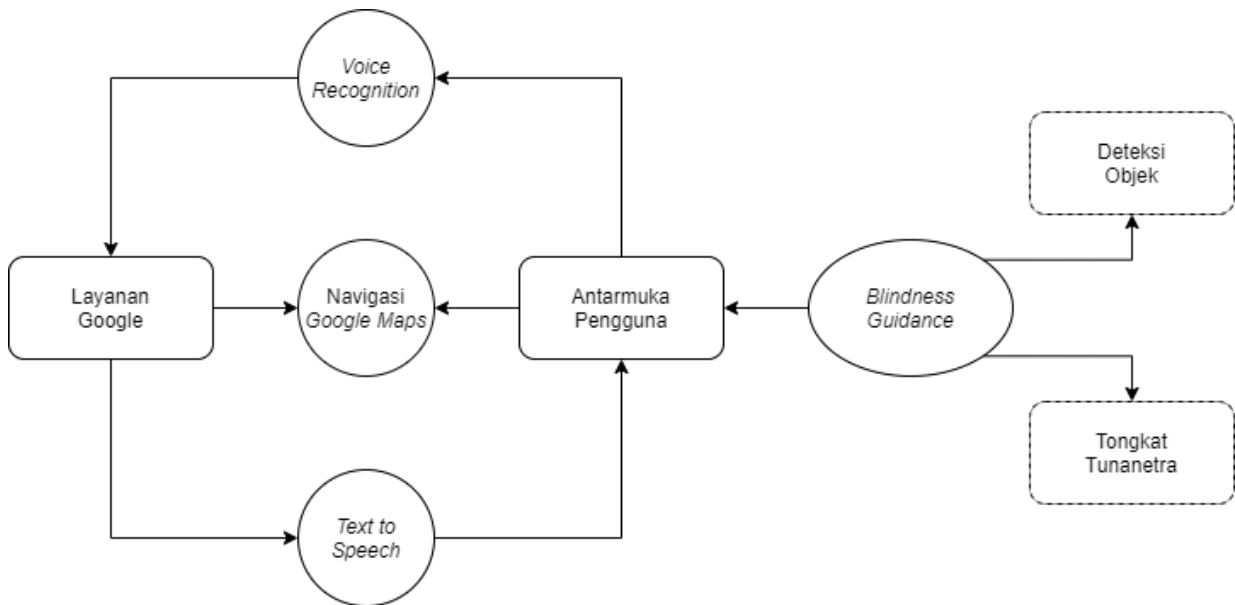 Voice
Recognition
Deteksi
Objek
Layanan
Google
Navigasi
Google Maps
Antarmuka
Pengguna
Blindness
Guidance
Tongkat
Tunanetra
Text to
Speech